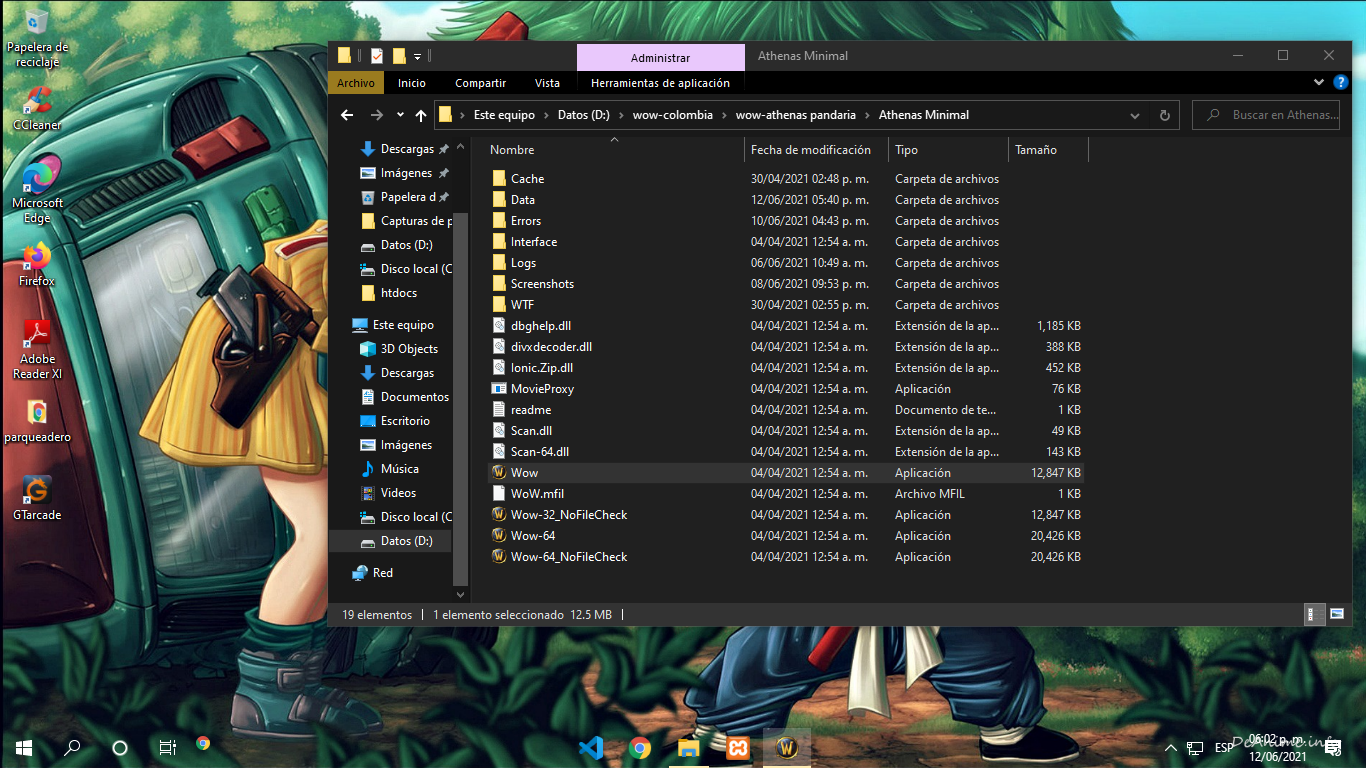 Papelera de
reciclaje
CCleaner
Microsoft
Edge
Firefox
Adobe
Reader XI
parqueadero
GTarcade
Administrar
Athenas Minimal
Archivo
Inicio
Compartir
Vista
Herramientas de aplicación
Este equipo
Datos (D:)
wow-colombia
wow-athenas pandaria
Athenas Minimal
Buscar en Athenas...
Descargas
Imágenes
Papelera d
Capturas de p
Datos (D:)
Disco local (C
htdocs
Este equipo
3D Objects
Descargas
Documentos
Escritorio
Imágenes
Música
Videos
Disco local (C
Datos (D:)
Red
Nombre Fecha de modificación Tipo Tamaño
Cache 30/04/2021 02:48 p. m. Carpeta de archivos
Data 12/06/2021 05:40 p. m. Carpeta de archivos
Errors 10/06/2021 04:43 p. m. Carpeta de archivos
Interface 04/04/2021 12:54 a. m. Carpeta de archivos
Logs 06/06/2021 10:49 a. m. Carpeta de archivos
Screenshots 08/06/2021 09:53 p. m. Carpeta de archivos
WTF 30/04/2021 02:55 p. m. Carpeta de archivos
dbghelp.dll 04/04/2021 12:54 a. m. Extensión de la ap... 1,185 KB
divxdecoder.dll 04/04/2021 12:54 a. m. Extensión de la ap... 388 KB
Ionic.Zip.dll 04/04/2021 12:54 a. m. Extensión de la ap... 452 KB
MovieProxy 04/04/2021 12:54 a. m. Aplicación 76 KB
readme 04/04/2021 12:54 a. m. Documento de te... 1 KB
Scan.dll 04/04/2021 12:54 a. m. Extensión de la ap... 49 KB
Scan-64.dll 04/04/2021 12:54 a. m. Extensión de la ap... 143 KB
Wow 04/04/2021 12:54 a. m. Aplicación 12,847 KB
WoW.mfil 04/04/2021 12:54 a. m. Archivo MFIL 1 KB
Wow-32_NoFileCheck 04/04/2021 12:54 a. m. Aplicación 12,847 KB
Wow-64 04/04/2021 12:54 a. m. Aplicación 20,426 KB
Wow-64_NoFileCheck 04/04/2021 12:54 a. m. Aplicación 20,426 KB
19 elementos
1 elemento seleccionado 12.5 MB
ESP
06:02 p. m.
12/06/2021